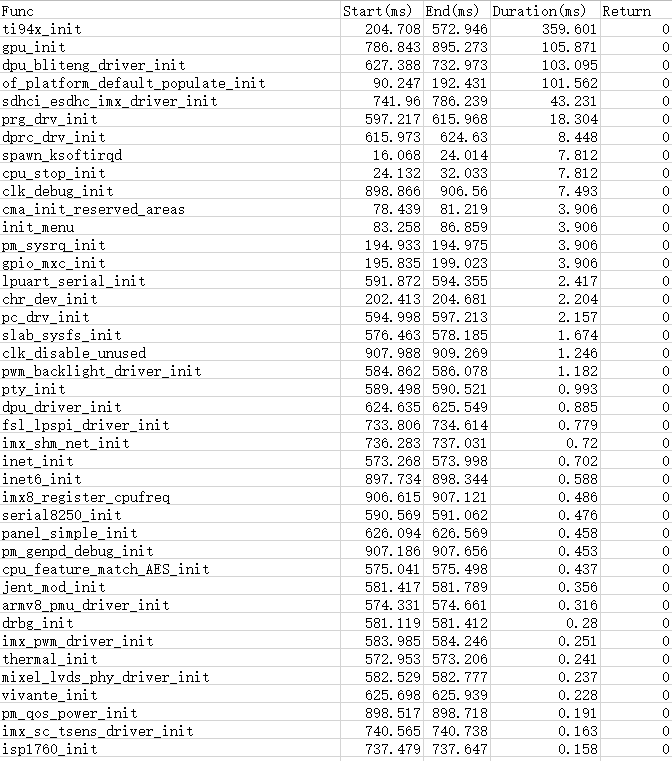 Func Start(ms) End(ms) Duration(ms) Return
ti94x_init 204.708 572.946 359.601 0
gpu_init 786.843 895.273 105.871 0
dpu_bliteng_driver_init 627.388 732.973 103.095 0
of_platform_default_populate_init 90.247 192.431 101.562 0
sdhci_esdhc_imx_driver_init 741.96 786.239 43.231 0
prg_drv_init 597.217 615.968 18.304 0
dprc_drv_init 615.973 624.63 8.448 0
spawn_ksoftirqd 16.068 24.014 7.812 0
cpu_stop_init 24.132 32.033 7.812 0
clk_debug_init 898.866 906.56 7.493 0
cma_init_reserved_areas 78.439 81.219 3.906 0
init_menu 83.258 86.859 3.906 0
pm_sysrq_init 194.933 194.975 3.906 0
gpio_mxc_init 195.835 199.023 3.906 0
lpuart_serial_init 591.872 594.355 2.417 0
chr_dev_init 202.413 204.681 2.204 0
pc_drv_init 594.998 597.213 2.157 0
slab_sysfs_init 576.463 578.185 1.674 0
clk_disable_unused 907.988 909.269 1.246 0
pwm_backlight_driver_init 584.862 586.078 1.182 0
pty_init 589.498 590.521 0.993 0
dpu_driver_init 624.635 625.549 0.885 0
fsl_lpspi_driver_init 733.806 734.614 0.779 0
imx_shm_net_init 736.283 737.031 0.72 0
inet_init 573.268 573.998 0.702 0
inet6_init 897.734 898.344 0.588 0
imx8_register_cpufreq 906.615 907.121 0.486 0
serial8250_init 590.569 591.062 0.476 0
panel_simple_init 626.094 626.569 0.458 0
pm_genpd_debug_init 907.186 907.656 0.453 0
cpu_feature_match_AES_init 575.041 575.498 0.437 0
jent_mod_init 581.417 581.789 0.356 0
armv8_pmu_driver_init 574.331 574.661 0.316 0
drbg_init 581.119 581.412 0.28 0
imx_pwm_driver_init 583.985 584.246 0.251 0
thermal_init 572.953 573.206 0.241 0
mixel_lvds_phy_driver_init 582.529 582.777 0.237 0
vivante_init 625.698 625.939 0.228 0
pm_qos_power_init 898.517 898.718 0.191 0
imx_sc_tsens_driver_init 740.565 740.738 0.163 0
isp1760_init 737.479 737.647 0.158 0